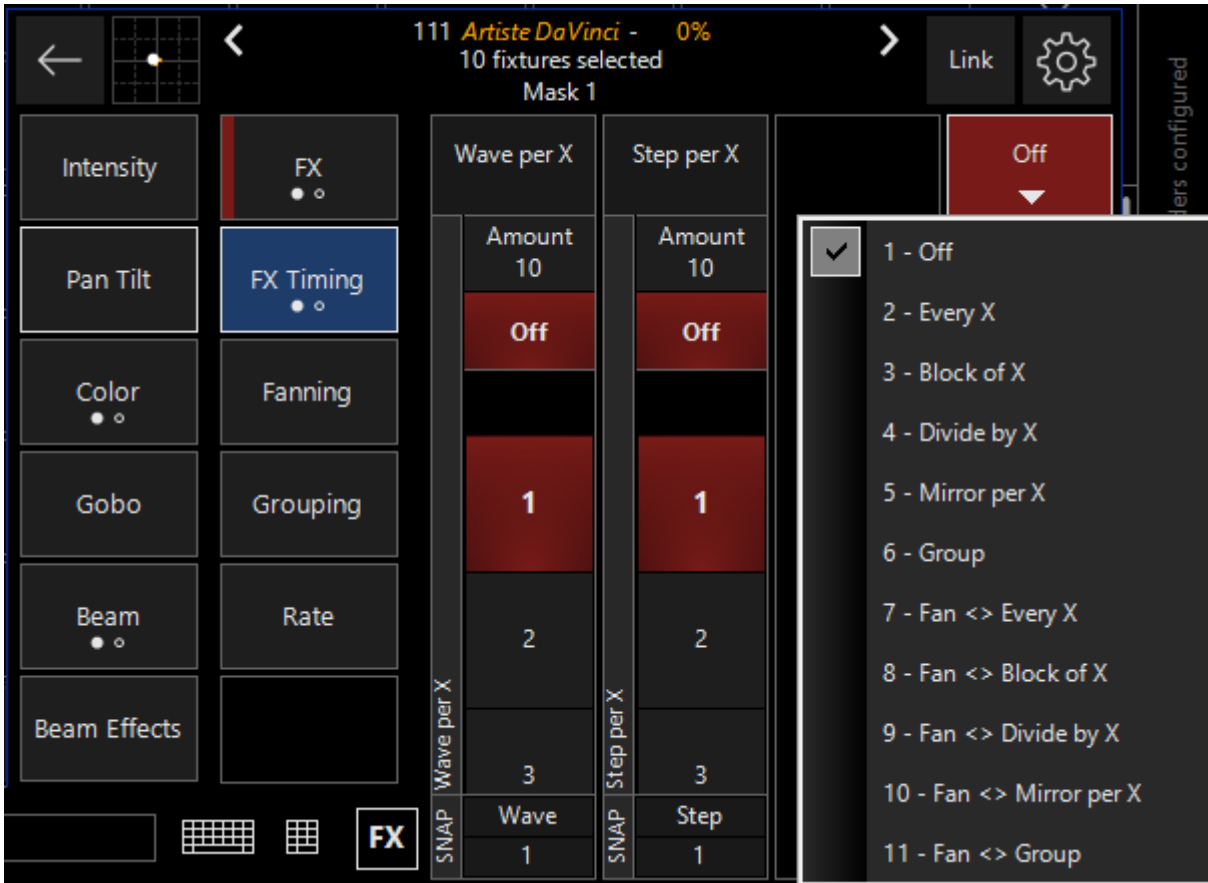 111 Artiste DaVinci - 0%
10 fixtures selected
Mask 1
Link
ders configured
Intensity
FX
Wave per X
Step per X
Off
Pan Tilt
FX Timing
Color
Fanning
Gobo
Grouping
Beam
Rate
Beam Effects
Wave per X
Amount
10
Off
1
2
3
SNAP
Wave
1
Step per X
Amount
10
Off
1
2
3
SNAP
Step
1
1 - Off
2 - Every X
3 - Block of X
4 - Divide by X
5 - Mirror per X
6 - Group
7 - Fan <> Every X
8 - Fan <> Block of X
9 - Fan <> Divide by X
10 - Fan <> Mirror per X
11 - Fan <> Group
FX